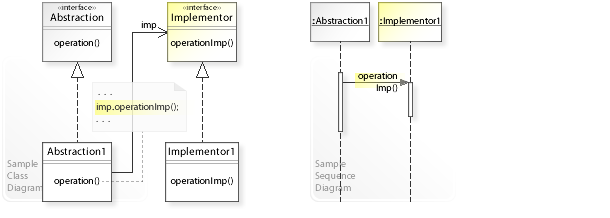 «interface»
Abstraction
operation()
imp
«interface»
Implementor
operationImp()
. . .
imp.operationImp();
. . .
Abstraction1
operation()
Implementor1
operationImp()
Sample
Class
Diagram
:Abstraction1
:Implementor1
operation
Imp()
Sample
Sequence
Diagram